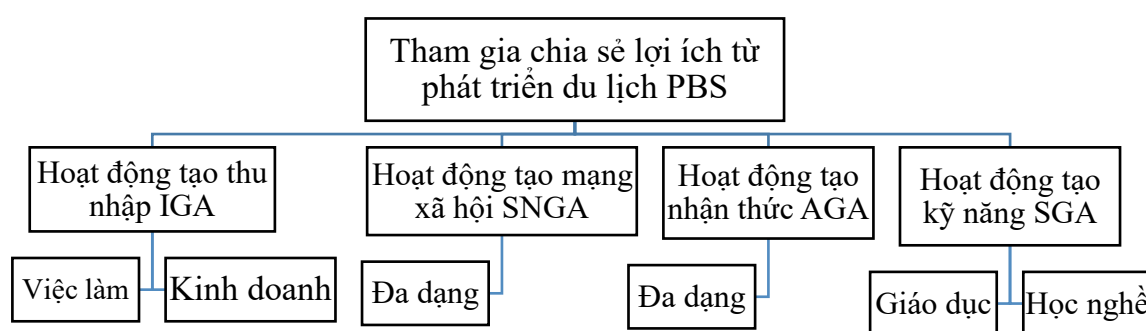 Tham gia chia sẻ lợi ích từ
phát triển du lịch PBS
Hoạt động tạo thu
nhập IGA
Hoạt động tạo mạng
xã hội SNGA
Hoạt động tạo
nhận thức AGA
Hoạt động tạo
kỹ năng SGA
Việc làm
Kinh doanh
Đa dạng
Đa dạng
Giáo dục
Học nghề